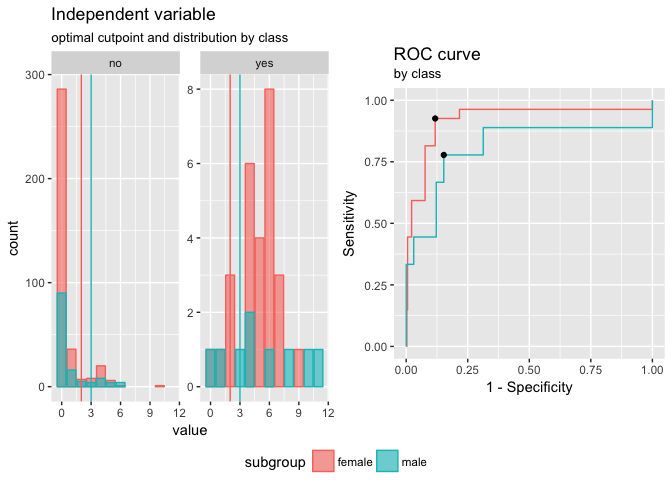 Independent variable
optimal cutpoint and distribution by class
no
yes
300
200
100
0
count
8
6
4
2
0
0 3 6 9 12
0 3 6 9 12
value
ROC curve
by class
1.00
0.75
0.50
0.25
0.00
Sensitivity
0.00 0.25 0.50 0.75 1.00
1 - Specificity
subgroup female male